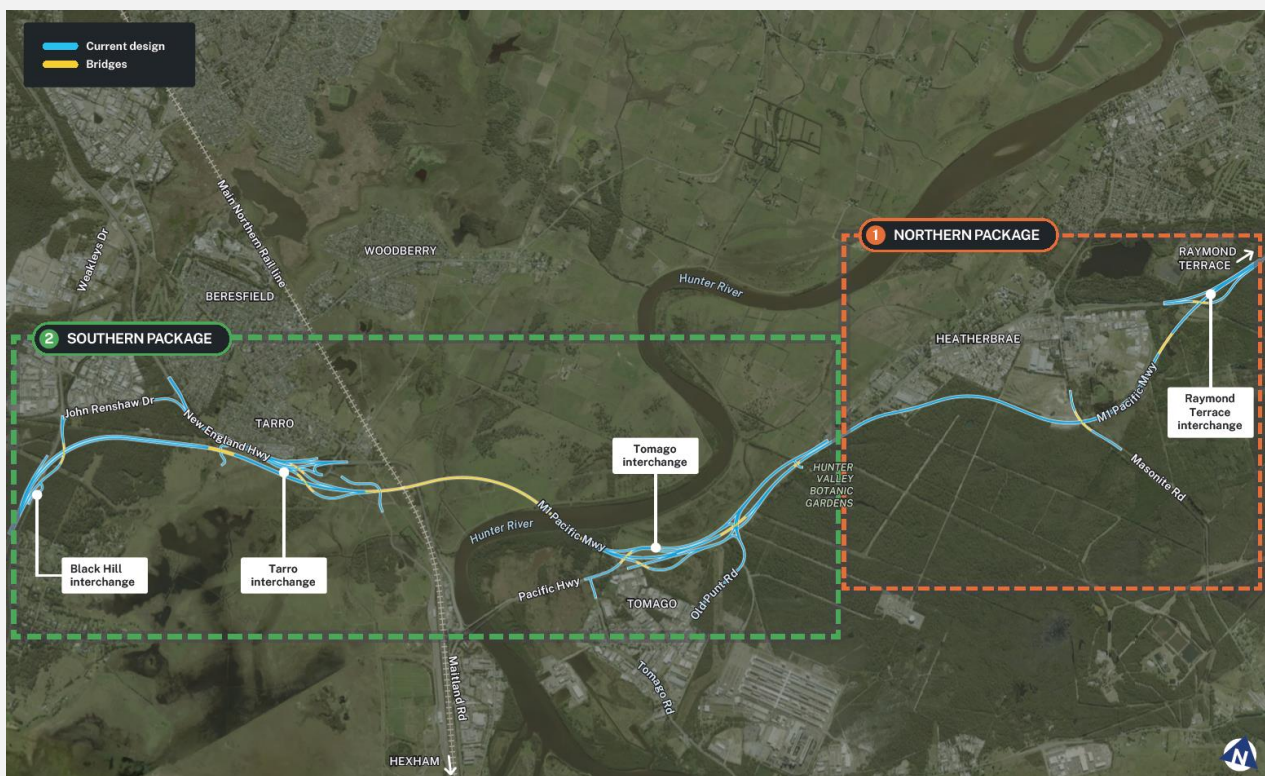 Current design
Bridges
Main Northern Rail line
Weakleys Dr
WOODBERRY
BERESFIELD
Hunter River
1 NORTHERN PACKAGE
RAYMOND
TERRACE
2 SOUTHERN PACKAGE
HEATHERBRAE
John Renshaw Dr
New England Hwy
TARRO
Tomago
interchange
M1 Pacific Mwy
Raymond
Terrace
interchange
Masonite Rd
HUNTER
VALLEY
BOTANIC
GARDENS
Hunter River
M1 Pacific Mwy
Black Hill
interchange
Tarro
interchange
Pacific Hwy
TOMAGO
Old Punt Rd
Maitland Rd
Tomago Rd
HEXHAM
N